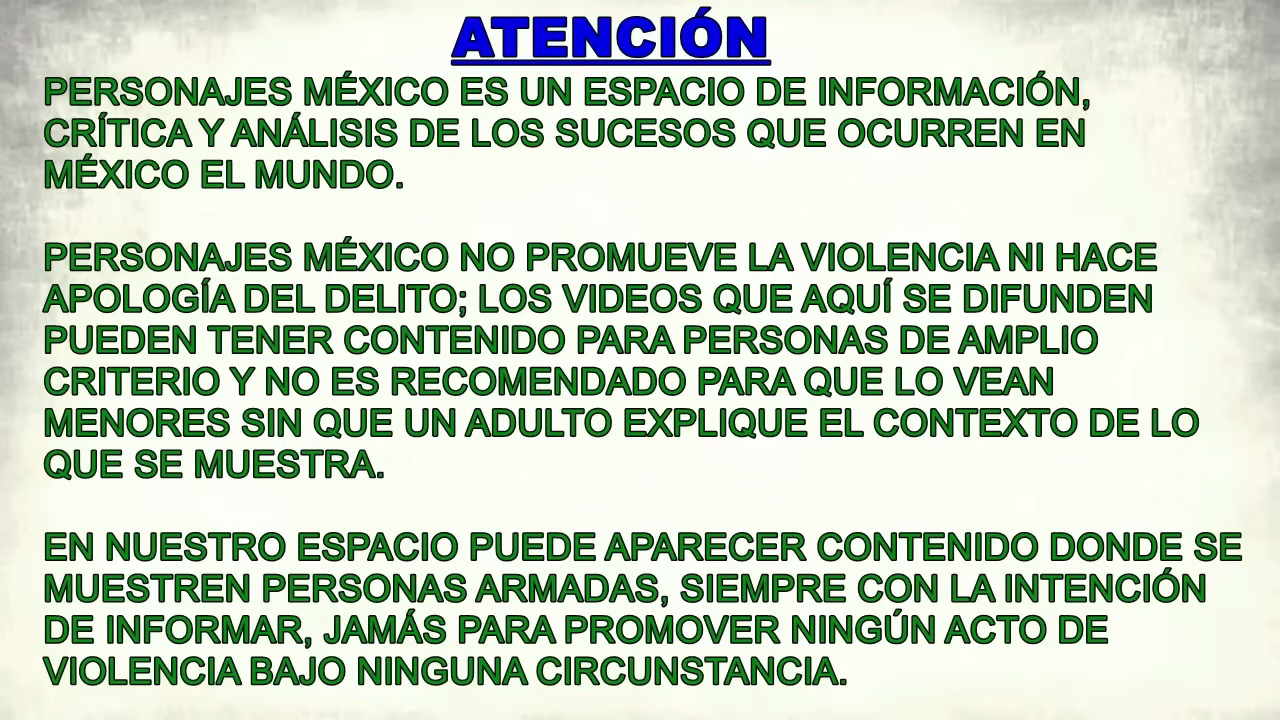 ATENCIÓN
PERSONAJES MÉXICO ES UN ESPACIO DE INFORMACIÓN,
CRÍTICA Y ANÁLISIS DE LOS SUCESOS QUE OCURREN EN
MÉXICO EL MUNDO.
PERSONAJES MÉXICO NO PROMUEVE LA VIOLENCIA NI HACE
APOLOGÍA DEL DELITO; LOS VIDEOS QUE AQUÍ SE DIFUNDEN
PUEDEN TENER CONTENIDO PARA PERSONAS DE AMPLIO
CRITERIO Y NO ES RECOMENDADO PARA QUE LO VEAN
MENORES SIN QUE UN ADULTO EXPLIQUE EL CONTEXTO DE LO
QUE SE MUESTRA.
EN NUESTRO ESPACIO PUEDE APARECER CONTENIDO DONDE SE
MUESTREN PERSONAS ARMADAS, SIEMPRE CON LA INTENCIÓN
DE INFORMAR, JAMÁS PARA PROMOVER NINGÚN ACTO DE
VIOLENCIA BAJO NINGUNA CIRCUNSTANCIA.